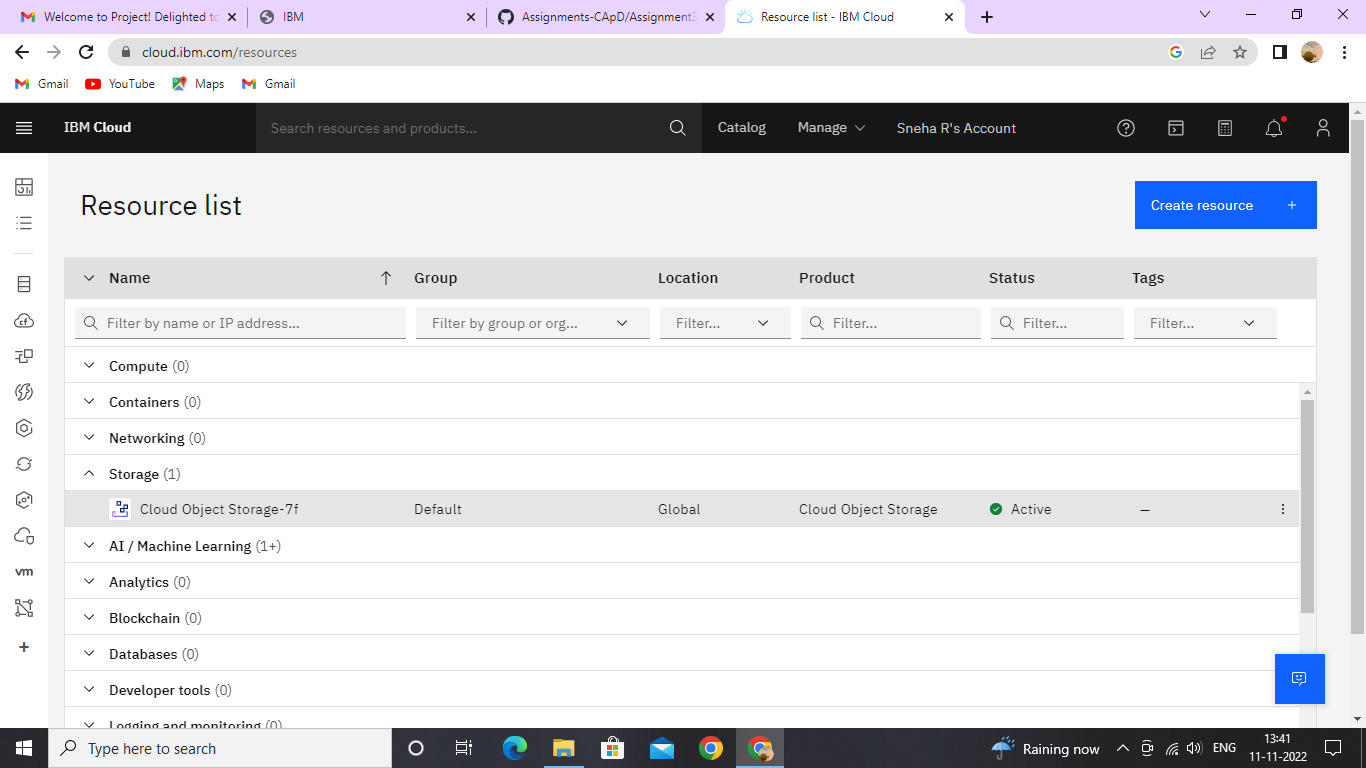 Welcome to Project! Delighted to
IBM
Assignments-CApD/Assignment3
Resource list - IBM Cloud
cloud.ibm.com/resources
Gmail
YouTube
Maps
Gmail
IBM Cloud
Search resources and products...
Catalog
Manage
Sneha R's Account
Resource list
Create resource +
Name
Group
Location
Product
Status
Tags
Filter by name or IP address...
Filter by group or org...
Filter...
Filter...
Filter...
Filter...
Compute (0)
Containers (0)
Networking (0)
Storage (1)
Cloud Object Storage-7f
Default
Global
Cloud Object Storage
Active
–
AI / Machine Learning (1+)
Analytics (0)
Blockchain (0)
Databases (0)
Developer tools (0)
Logging and monitoring (0)
vm
Type here to search
Raining now
ENG
13:41
11-11-2022